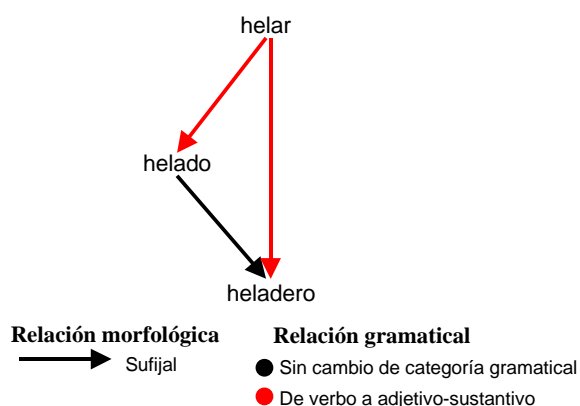 helar
helado
heladero
Relación morfológica
Sufijal
Relación gramatical
Sin cambio de categoría gramatical
De verbo a adjetivo-sustantivo